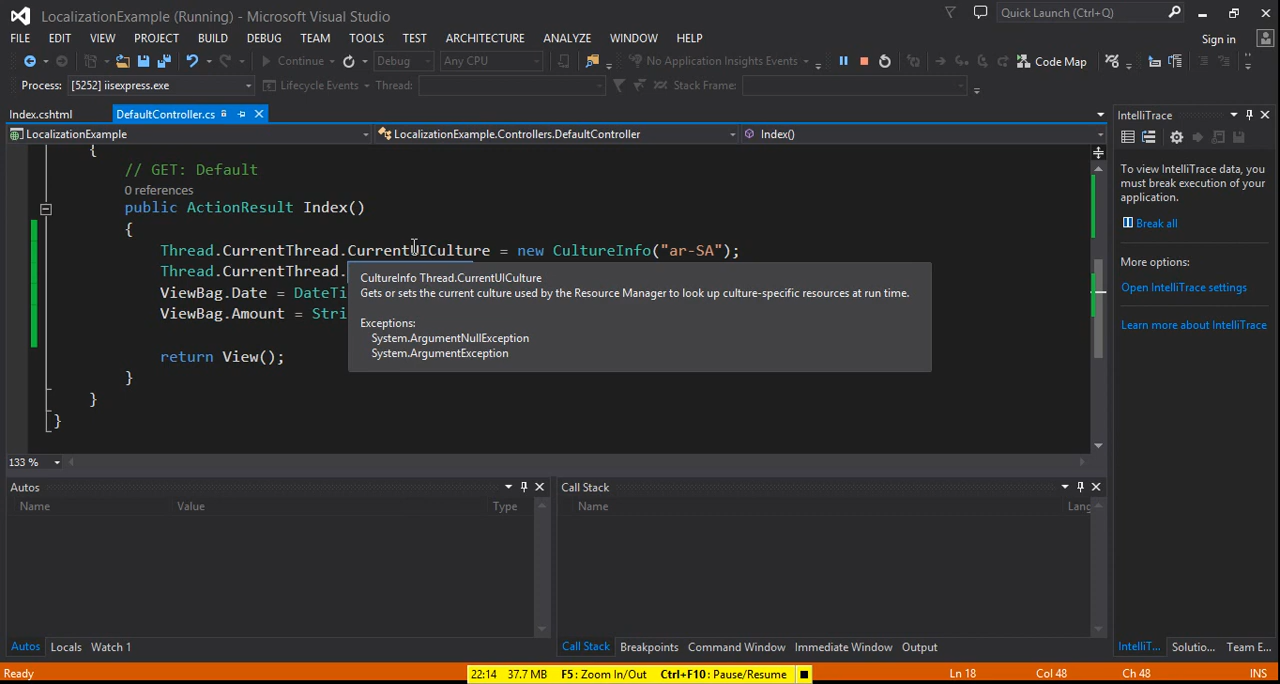 LocalizationExample (Running) - Microsoft Visual Studio
Quick Launch (Ctrl+Q)
FILE EDIT VIEW PROJECT BUILD DEBUG TEAM TOOLS TEST ARCHITECTURE ANALYZE WINDOW HELP
Sign in
Continue Debug Any CPU No Application Insights Events Code Map
Process: [5252] iisexpress.exe Lifecycle Events Thread: Stack Frame:
Index.cshtml DefaultController.cs
LocalizationExample LocalizationExample.Controllers.DefaultController Index()
{
// GET: Default
0 references
public ActionResult Index()
{
Thread.CurrentThread.CurrentUICulture = new CultureInfo("ar-SA");
Thread.CurrentThread.
ViewBag.Date = DateTi
ViewBag.Amount = Stri
return View();
}
}
}
CultureInfo Thread.CurrentUICulture
Gets or sets the current culture used by the Resource Manager to look up culture-specific resources at run time.
Exceptions:
System.ArgumentNullException
System.ArgumentException
133 %
IntelliTrace
To view IntelliTrace data, you
must break execution of your
application.
Break all
More options:
Open IntelliTrace settings
Learn more about IntelliTrace
Autos
Name Value Type
Call Stack
Name Lang
Autos Locals Watch 1
Call Stack Breakpoints Command Window Immediate Window Output
IntelliT... Solutio... Team E...
22:14 37.7 MB F5: Zoom In/Out Ctrl+F10: Pause/Resume
Ln 18 Col 48 Ch 48 INS